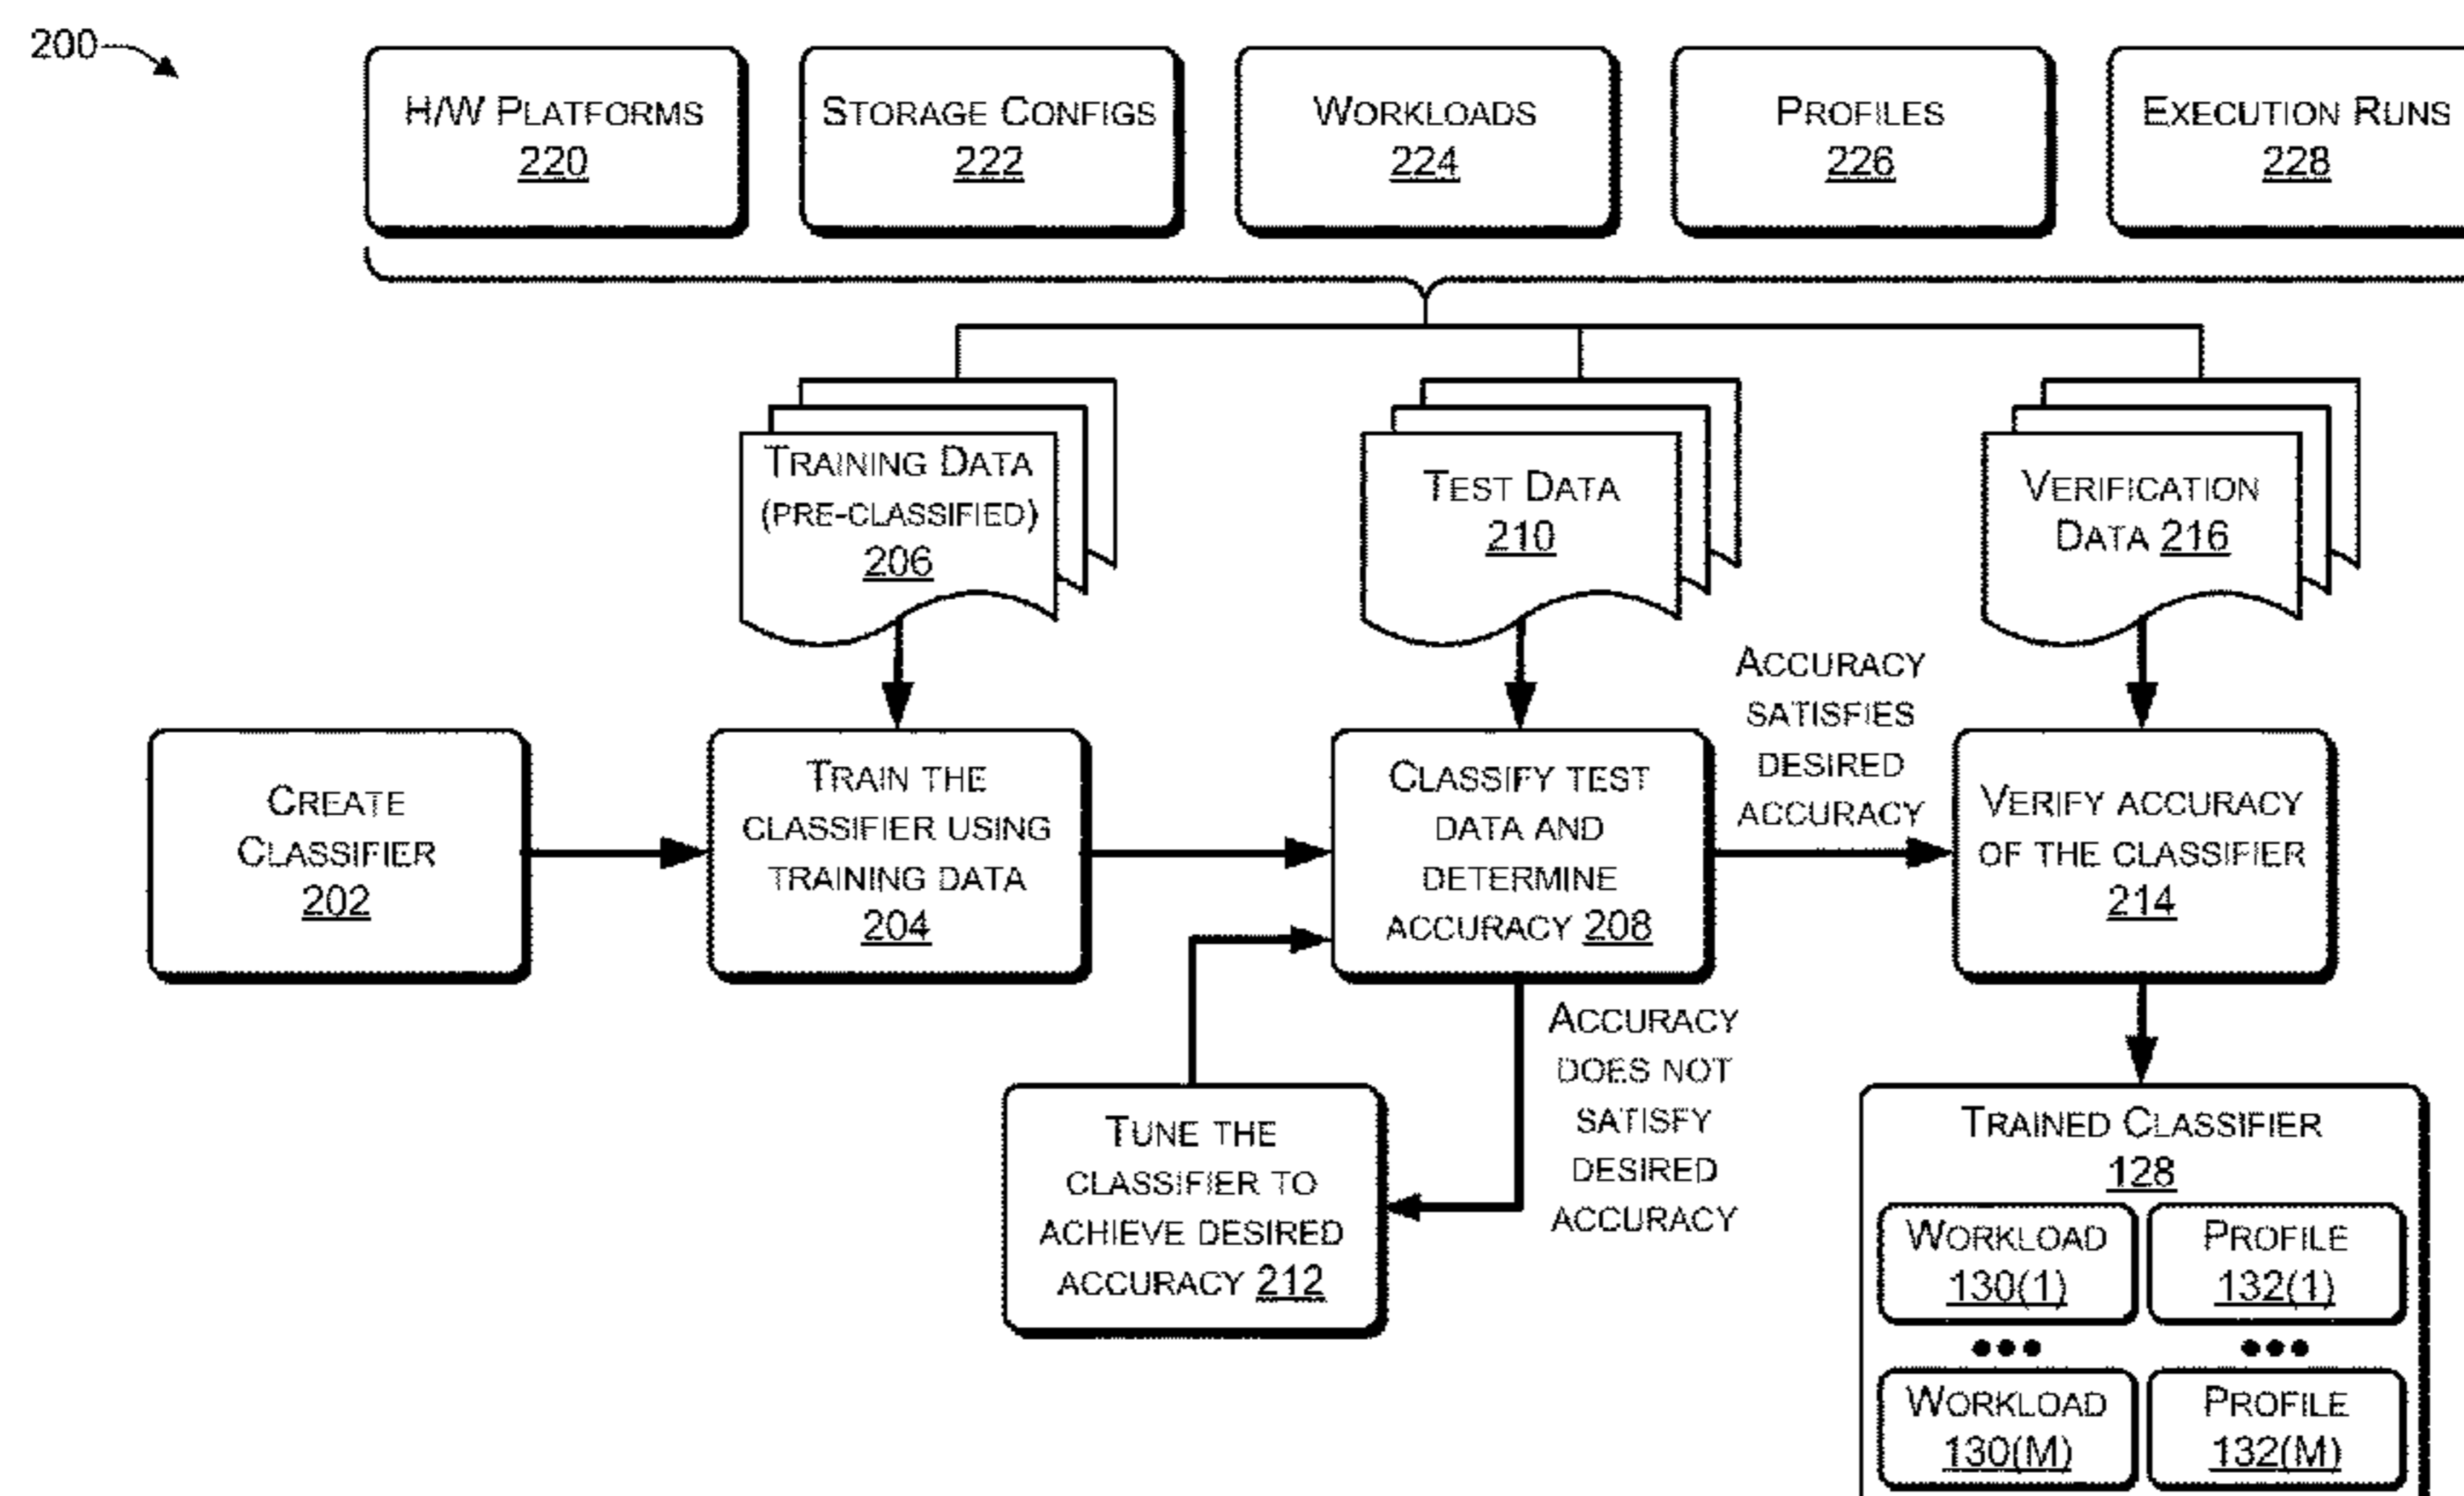 200
H/W PLATFORMS
220
STORAGE CONFIGS
222
WORKLOADS
224
PROFILES
226
EXECUTION RUNS
228
TRAINING DATA
(PRE-CLASSIFIED)
206
TEST DATA
210
VERIFICATION
DATA 216
CREATE
CLASSIFIER
202
TRAIN THE
CLASSIFIER USING
TRAINING DATA
204
CLASSIFY TEST
DATA AND
DETERMINE
ACCURACY 208
ACCURACY
SATISFIES
DESIRED
ACCURACY
VERIFY ACCURACY
OF THE CLASSIFIER
214
TUNE THE
CLASSIFIER TO
ACHIEVE DESIRED
ACCURACY 212
ACCURACY
DOES NOT
SATISFY
DESIRED
ACCURACY
TRAINED CLASSIFIER
128
WORKLOAD
130(1)
PROFILE
132(1)
•••
•••
WORKLOAD
130(M)
PROFILE
132(M)